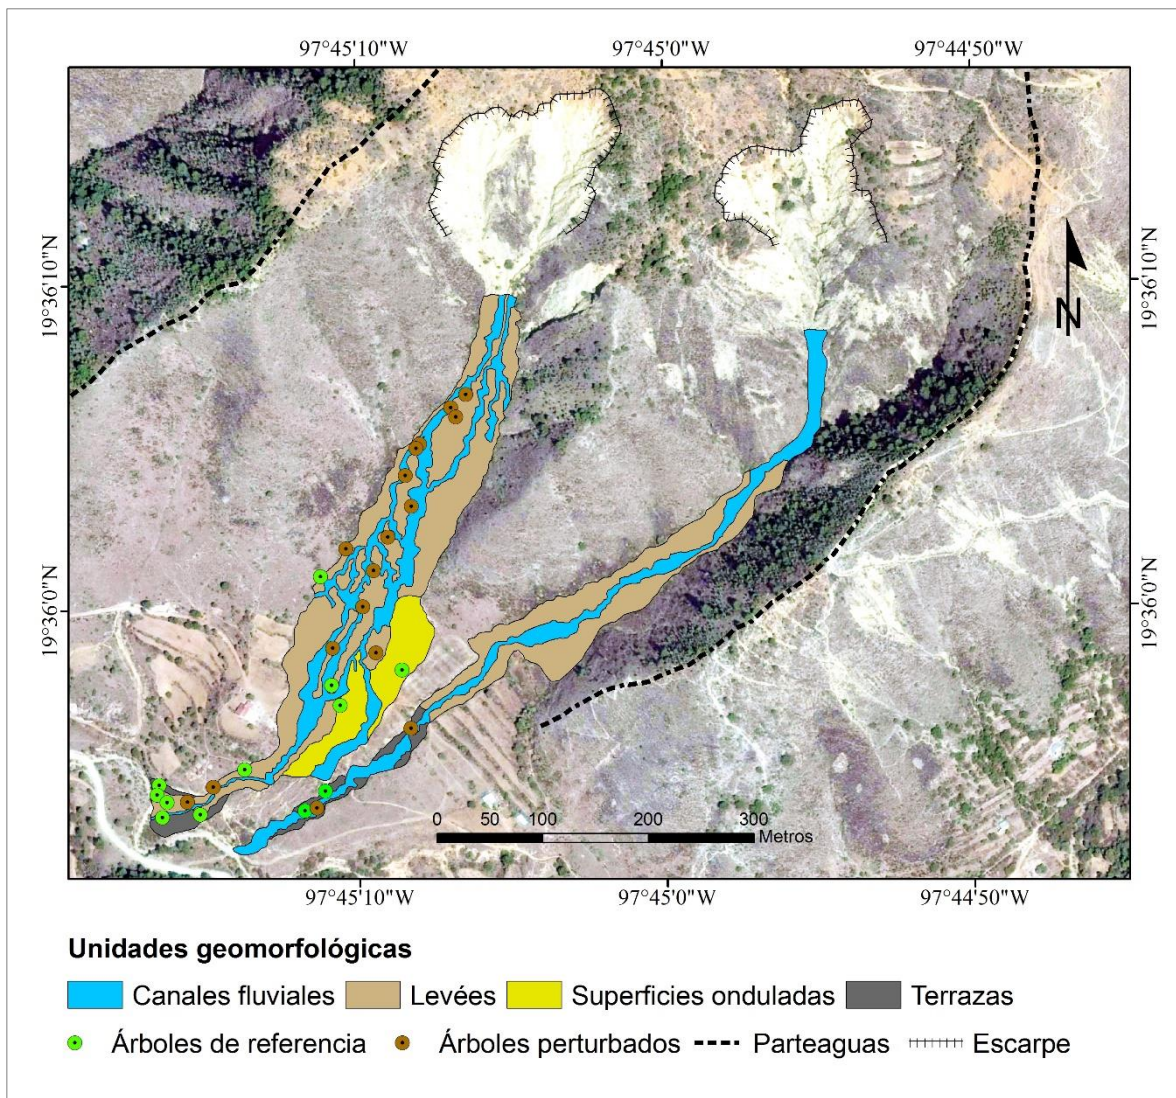 97°45'10"W 97°45'0"W 97°44'50"W
19°36'10"N 19°36'10"N
N
19°36'0"N 19°36'0"N
0 50 100 200 300
Metros
97°45'10"W 97°45'0"W 97°44'50"W
Unidades geomorfológicas
Canales fluviales Levées Superficies onduladas Terrazas
Árboles de referencia Árboles perturbados Parteaguas Escarpe